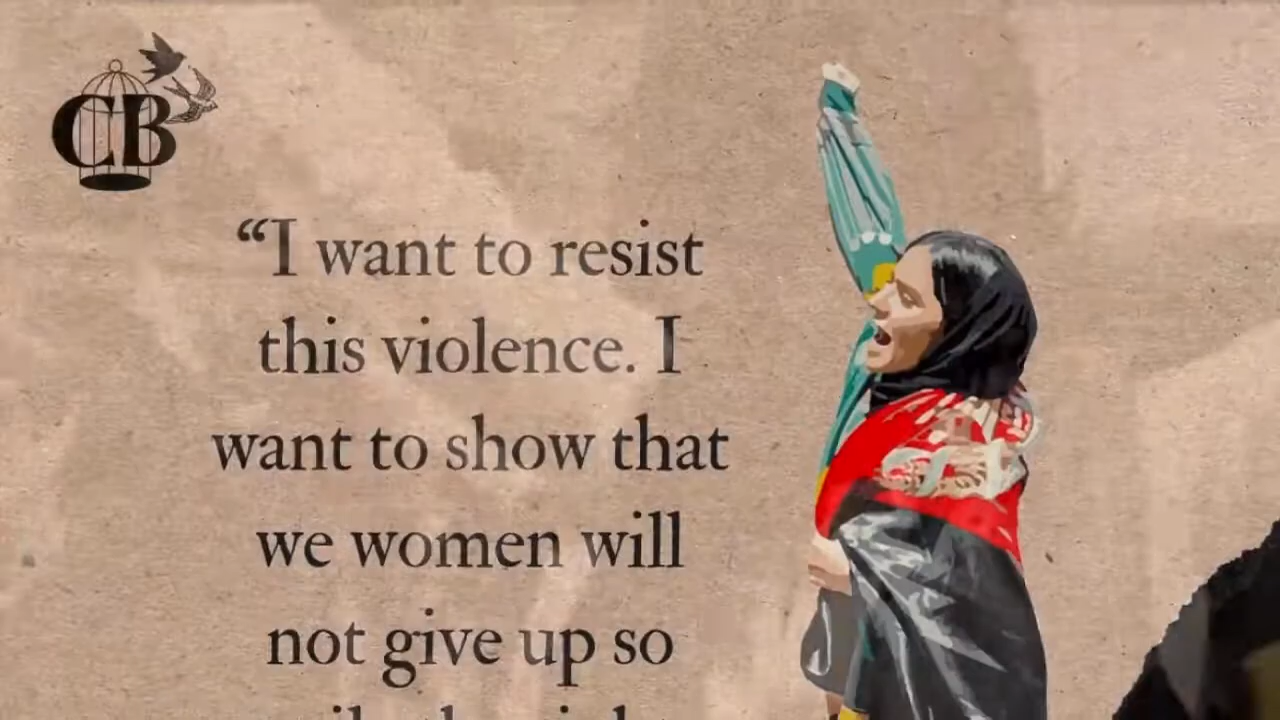 CB
“I want to resist
this violence. I
want to show that
we women will
not give up so